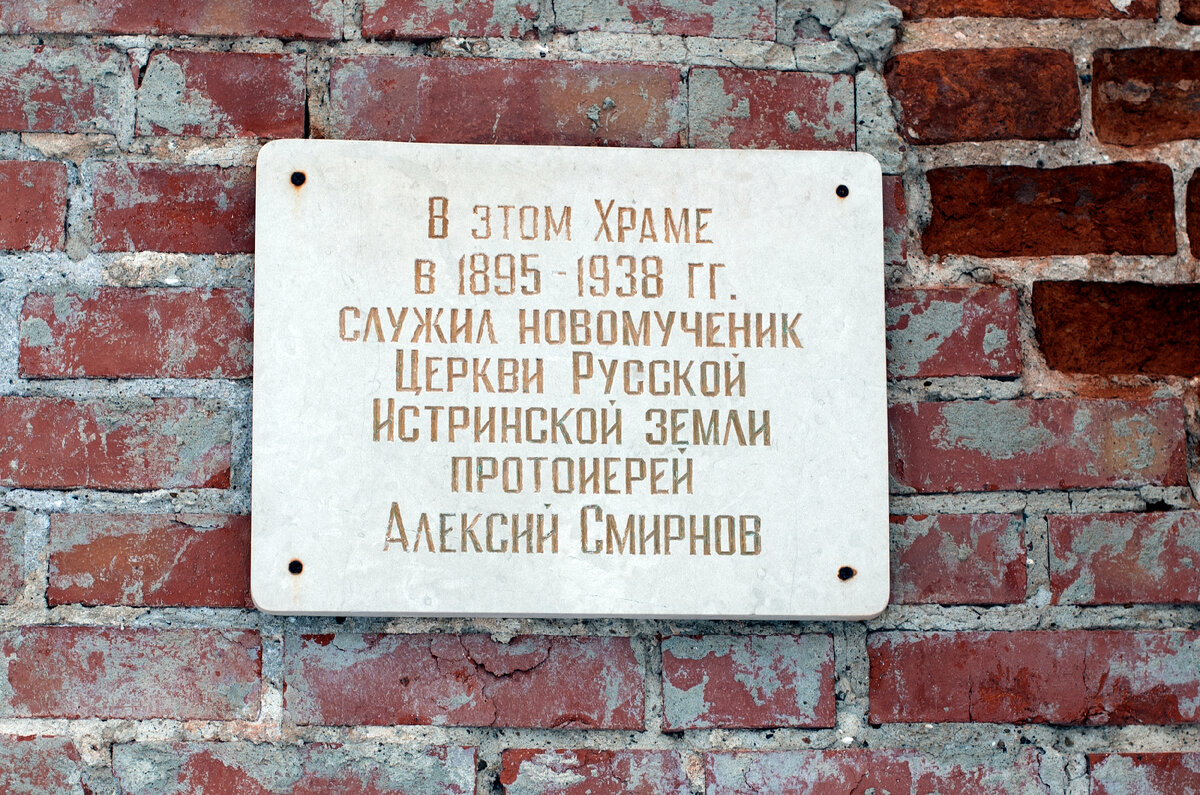 В этом Храме
в 1895-1938 гг.
служил новомученик
Церкви Русской
Истринской земли
протоиерей
Алексий Смирнов